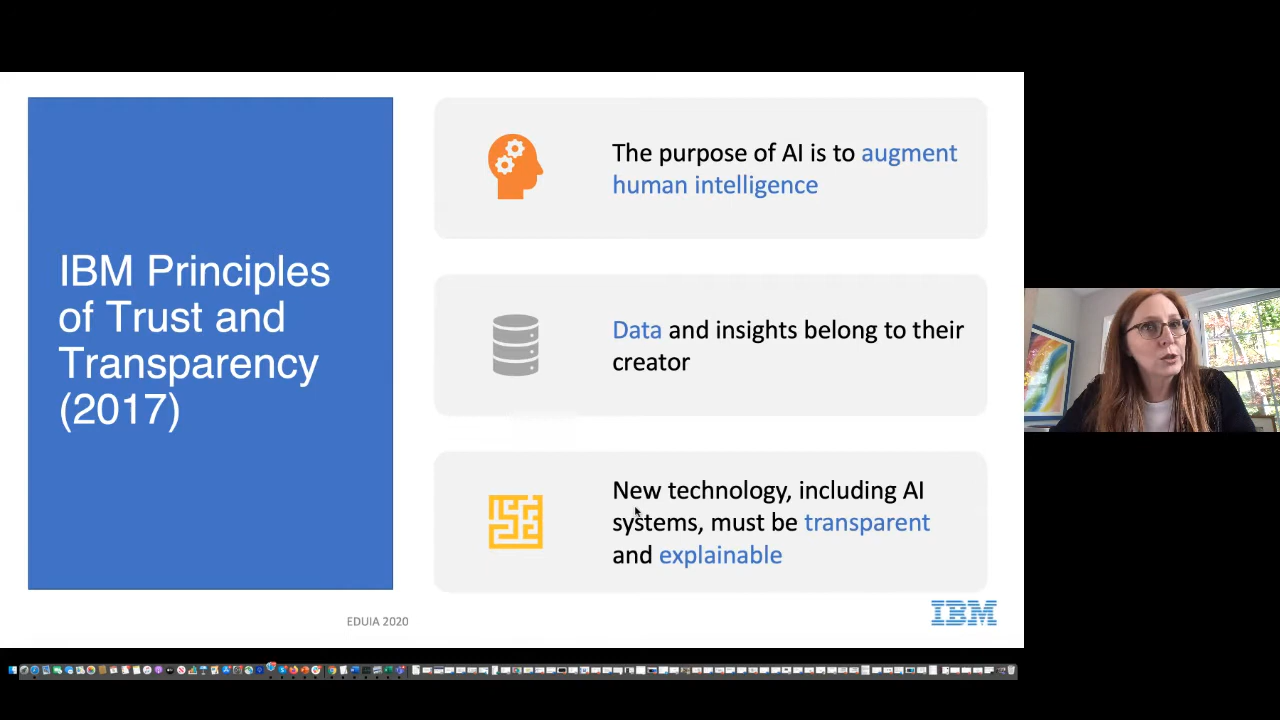 IBM Principles
of Trust and
Transparency
(2017)
The purpose of AI is to augment
human intelligence
Data and insights belong to their
creator
New technology, including AI
systems, must be transparent
and explainable
EDUIA 2020
IBM